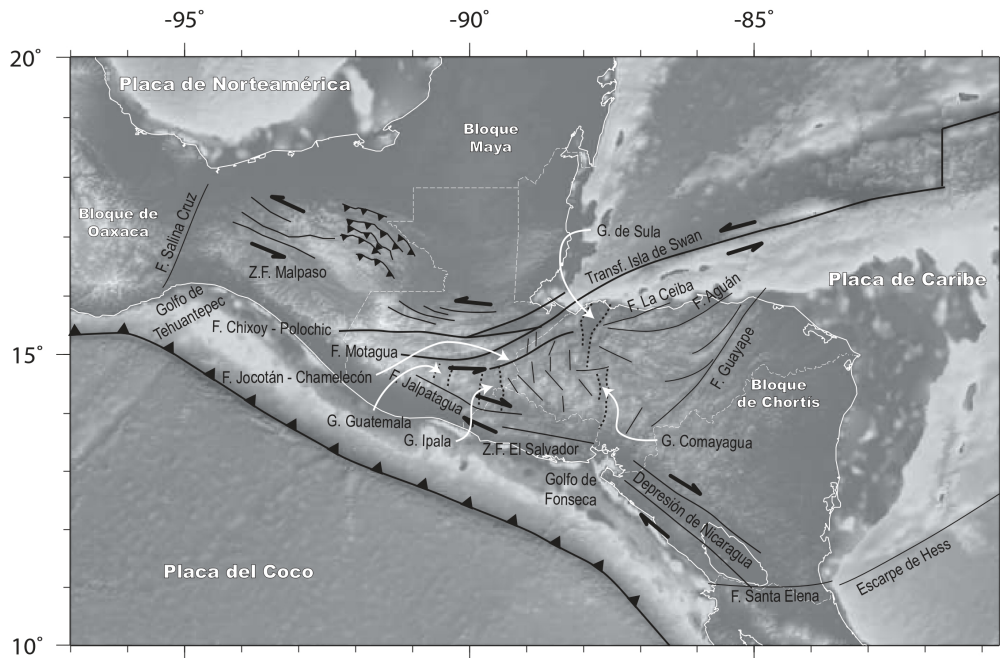 -95˚
-90˚
-85˚
20˚
Placa de Norteamérica
Bloque
Maya
Bloque de
Oaxaca
F. Salina Cruz
G. de Sula
Transf. Isla de Swan
Z.F. Malpaso
Placa de Caribe
Golfo de
Tehuantepec
F. La Ceiba
F. Aguán
F. Chixoy - Polochic
15˚
F. Motagua
F. Guayape
F. Jocotán - Chamelecón
F. Jalpatagua
Bloque
de Chortis
G. Guatemala
G. Ipala
Z.F. El Salvador
G. Comayagua
Golfo de
Fonseca
Depresión de Nicaragua
Placa del Coco
Escarpe de Hess
F. Santa Elena
10˚